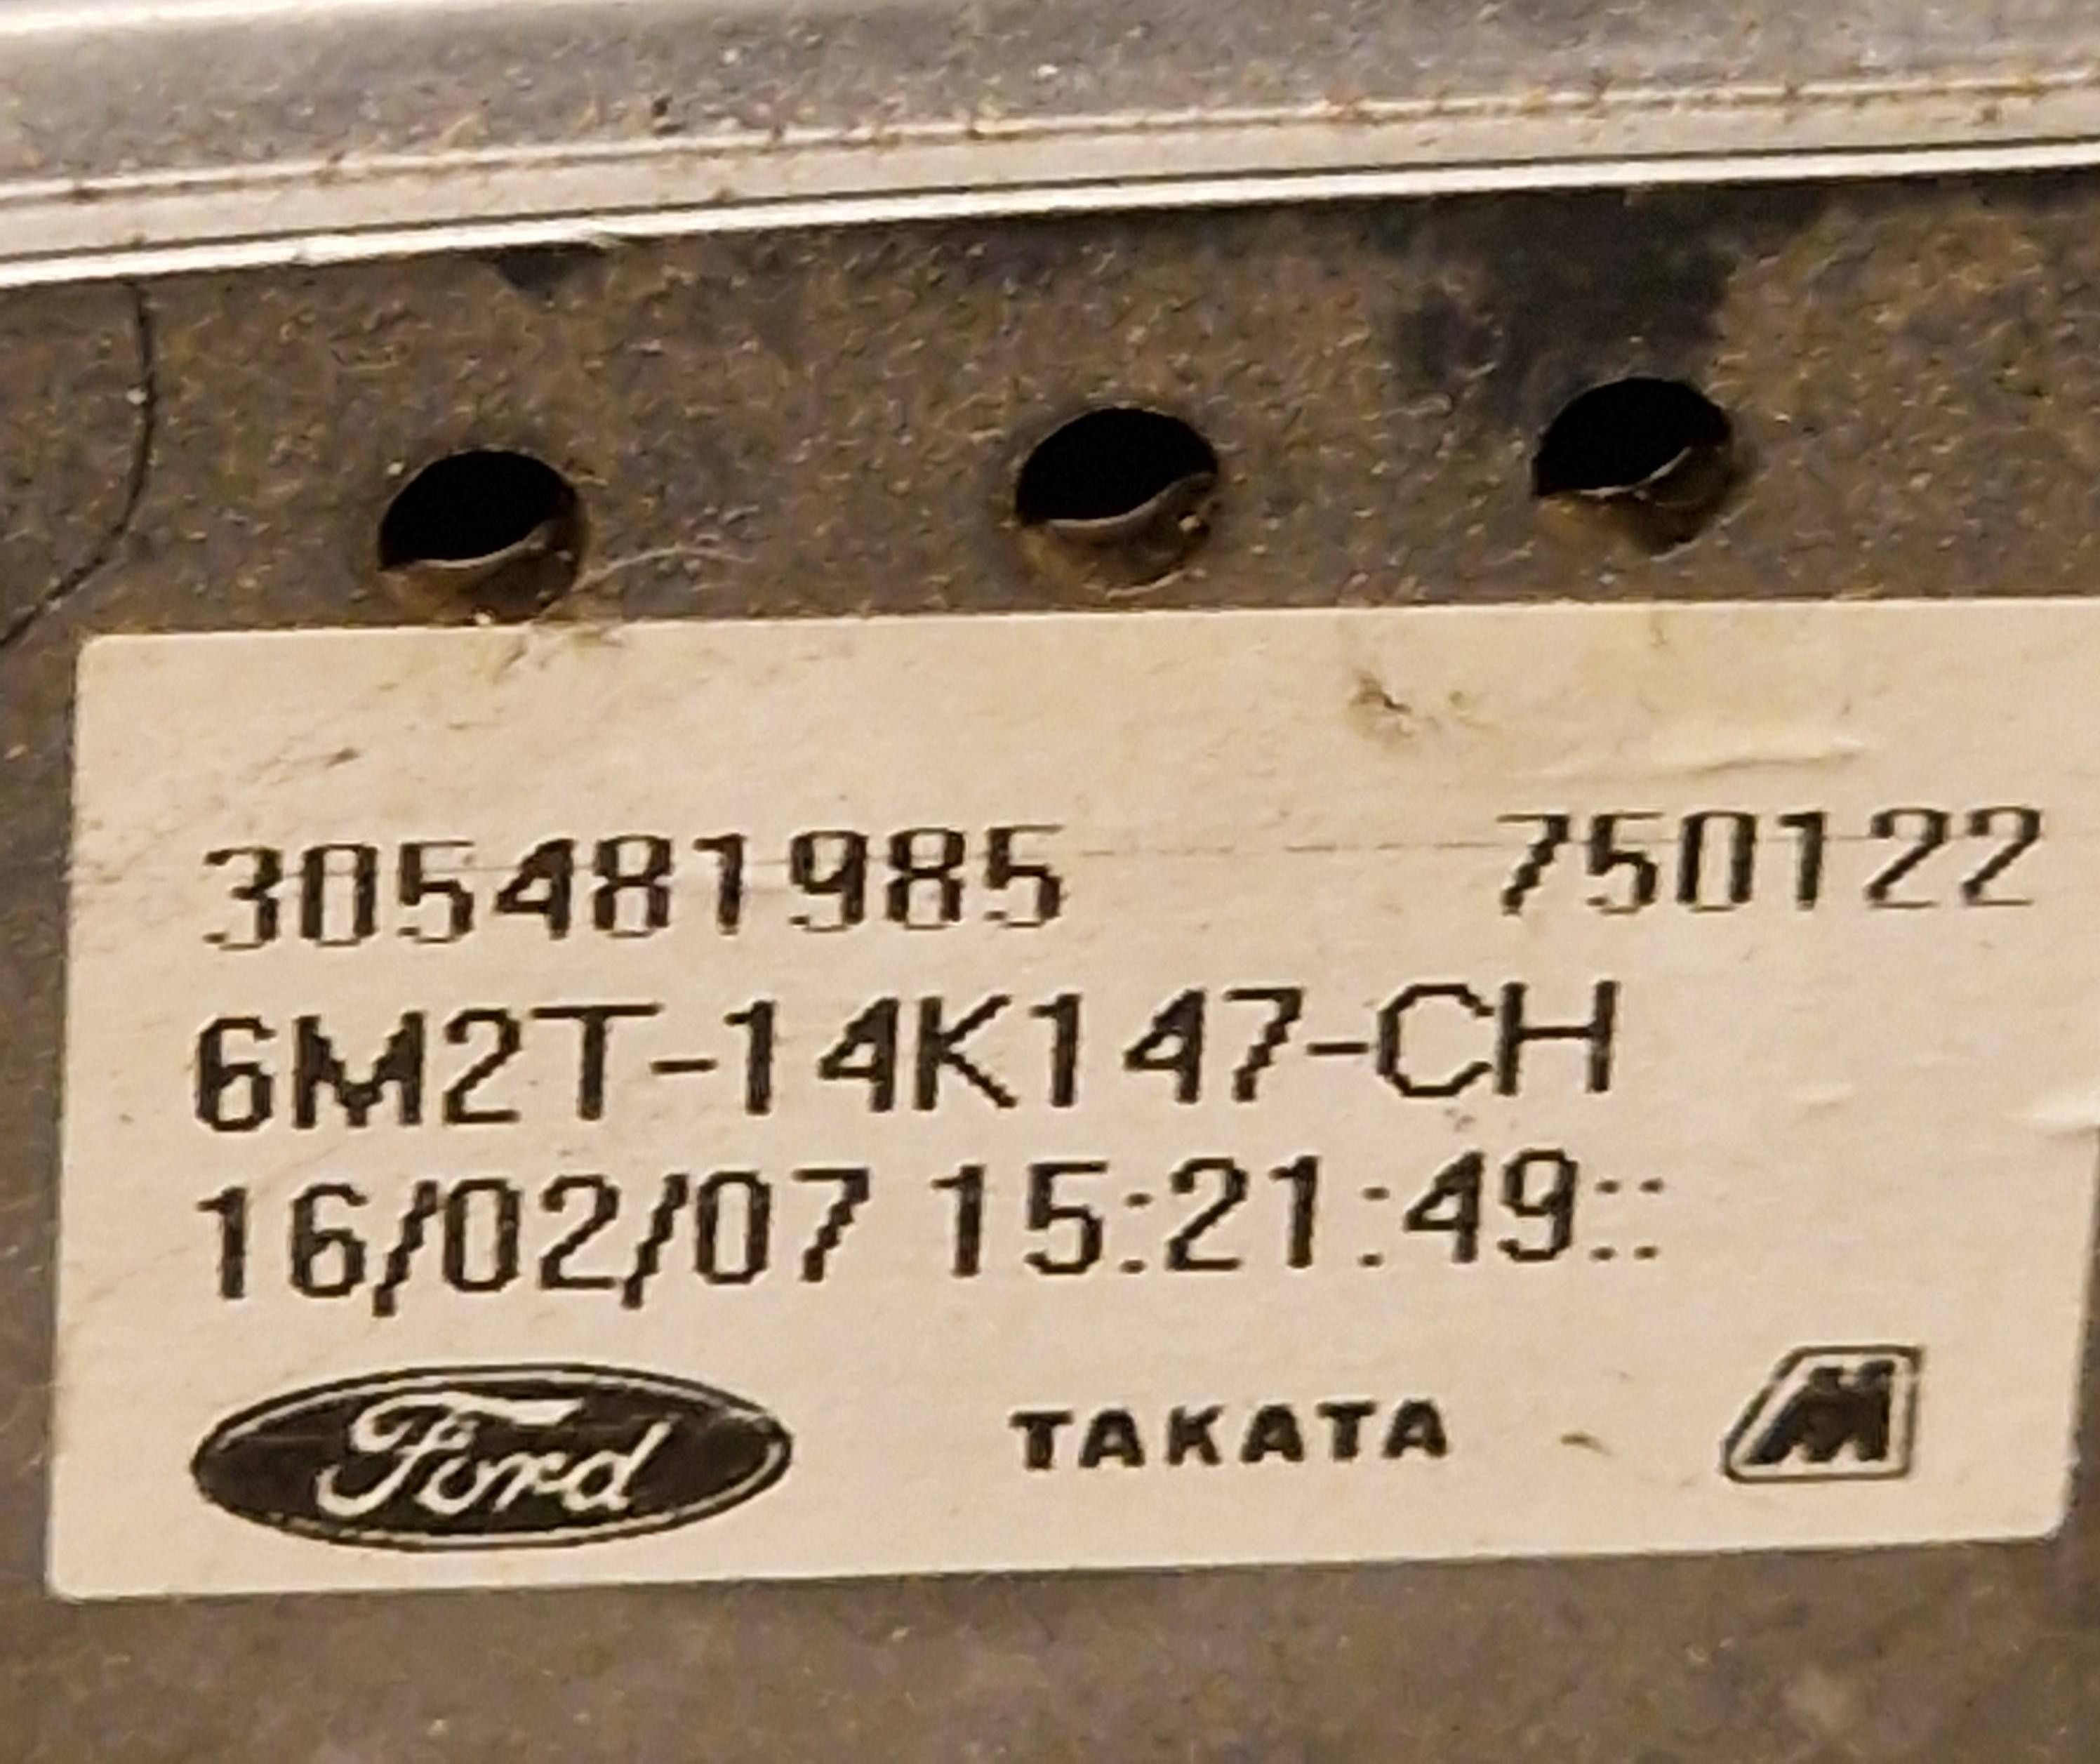 305481985 750122
6M2T-14K147-CH
16/02/07 15:21:49::
Ford TAKATA M